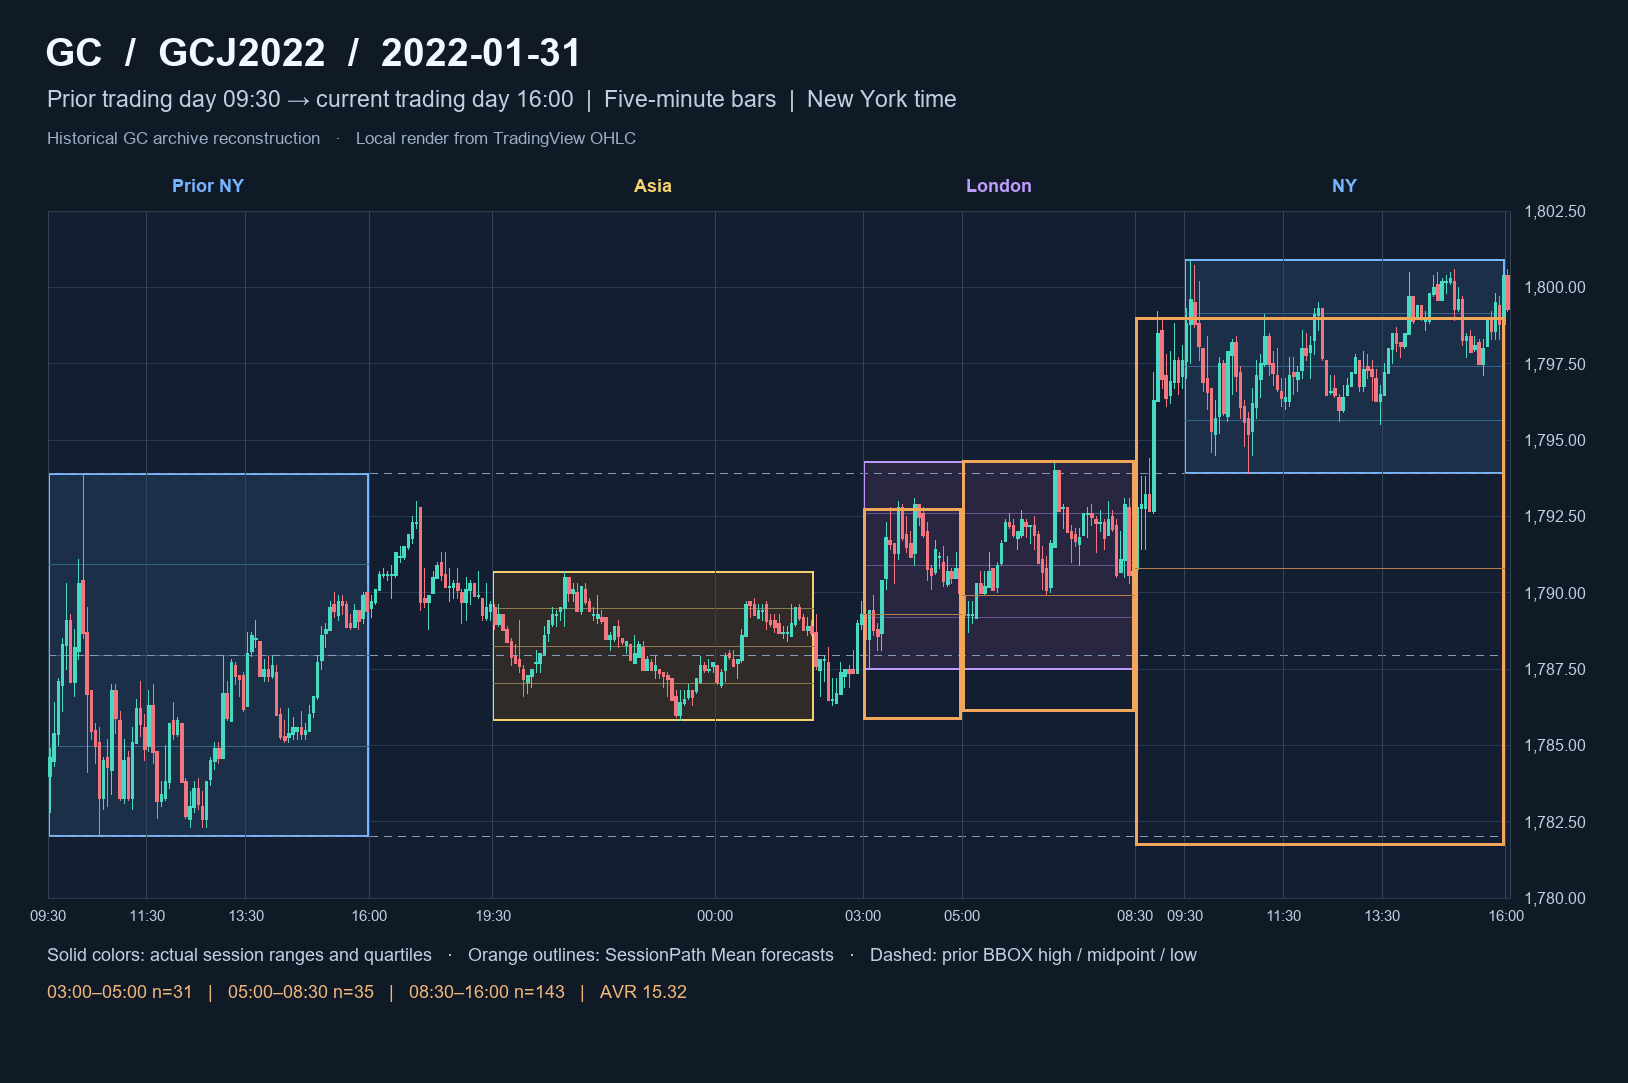 GC / GCJ2022 / 2022-01-31
Prior trading day 09:30 → current trading day 16:00 | Five-minute bars | New York time
Historical GC archive reconstruction · Local render from TradingView OHLC
Prior NY Asia London NY
1,802.50
1,800.00
1,797.50
1,795.00
1,792.50
1,790.00
1,787.50
1,785.00
1,782.50
1,780.00
09:30 11:30 13:30 16:00 19:30 00:00 03:00 05:00 08:30 09:30 11:30 13:30 16:00
Solid colors: actual session ranges and quartiles · Orange outlines: SessionPath Mean forecasts · Dashed: prior BBOX high / midpoint / low
03:00–05:00 n=31 | 05:00–08:30 n=35 | 08:30–16:00 n=143 | AVR 15.32